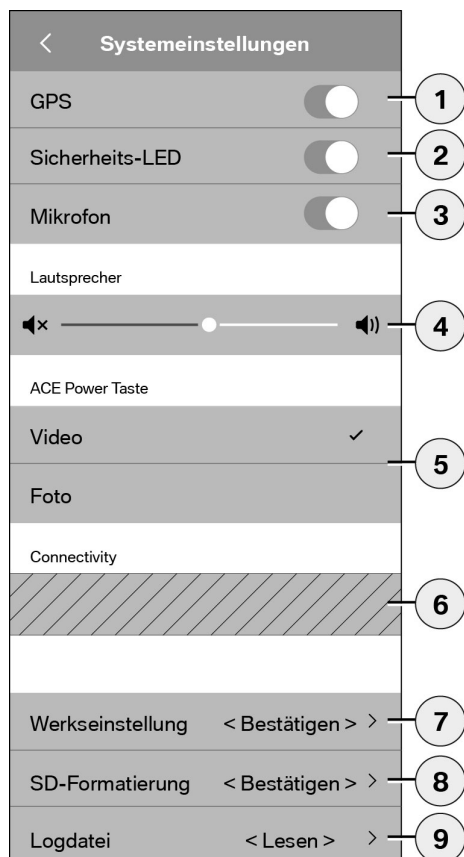 Systemeinstellungen
GPS 1
Sicherheits-LED 2
Mikrofon 3
Lautsprecher
4
ACE Power Taste
Video
5
Foto
Connectivity
6
Werkseinstellung < Bestätigen > 7
SD-Formatierung < Bestätigen > 8
Logdatei < Lesen > 9